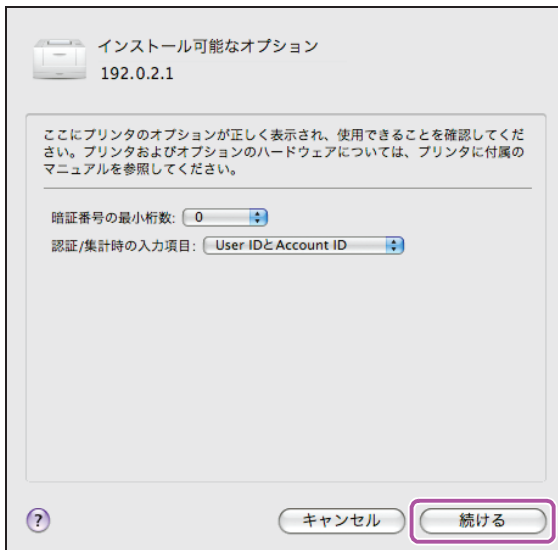 インストール可能なオプション
192.0.2.1
ここにプリンタのオプションが正しく表示され、使用できることを確認してくだ
さい。プリンタおよびオプションのハードウェアについては、プリンタに付属の
マニュアルを参照してください。
暗証番号の最小桁数: 0
認証/集計時の入力項目: User IDとAccount ID
? キャンセル 続ける